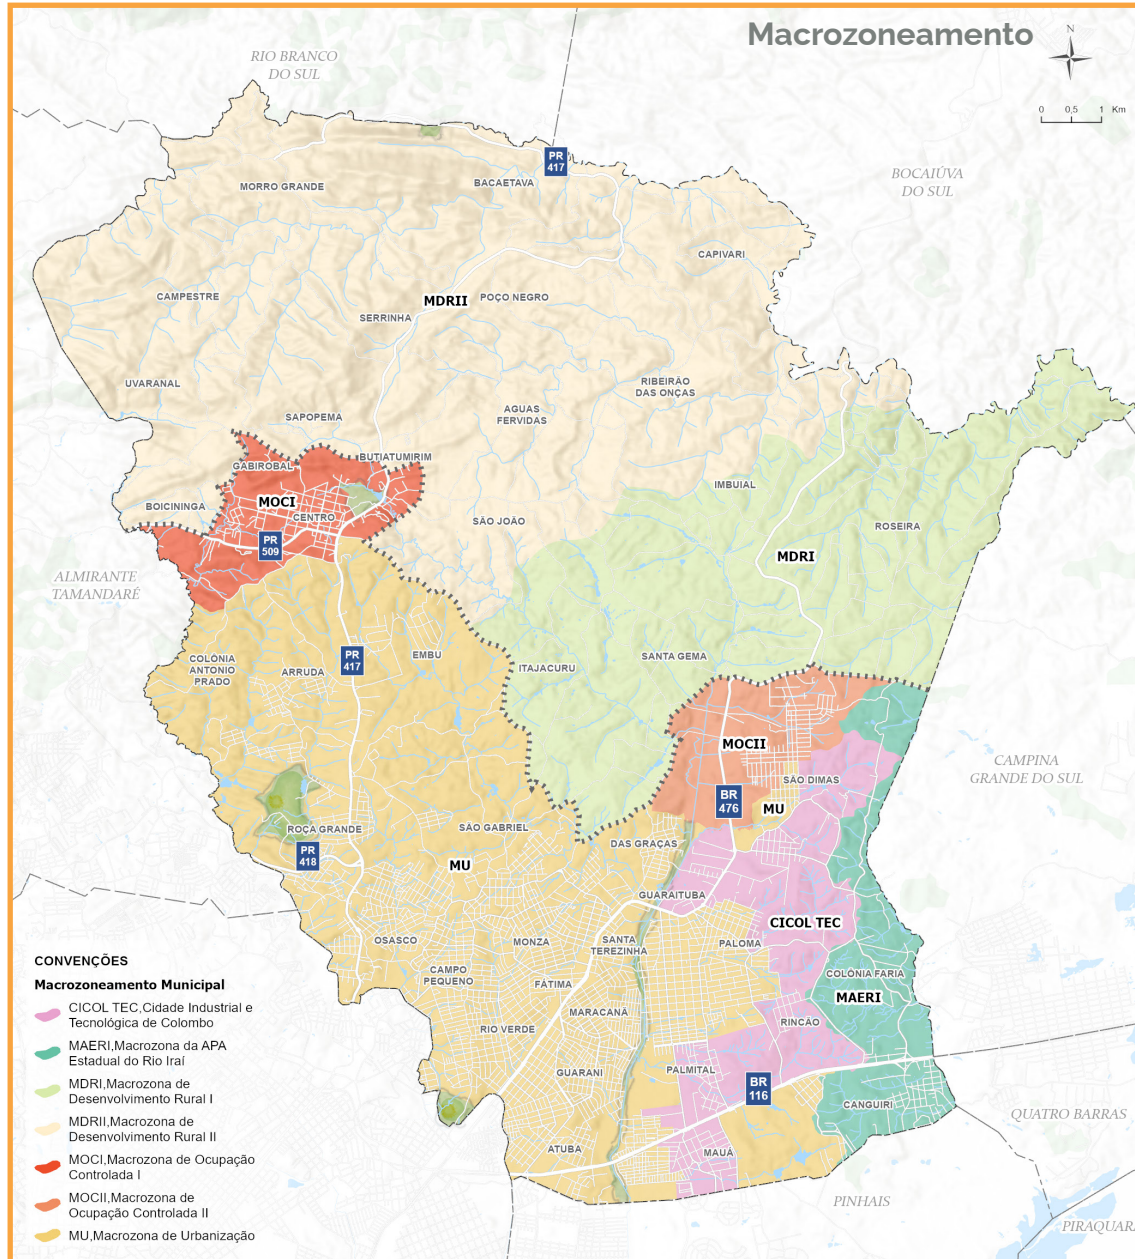 Macrozoneamento
N
0 0,5 1 Km
RIO BRANCO
DO SUL
BOCAIÚVA
DO SUL
PR
417
MORRO GRANDE
BACAETAVA
CAPIVARI
CAMPESTRE
MDRII
POÇO NEGRO
SERRINHA
UVARANAL
RIBEIRÃO
DAS ONÇAS
SAPOPEMA
AGUAS
FERVIDAS
GABIROBAL
BUTIATUMIRIM
IMBUIAL
BOICININGA
MOCI
CENTRO
SÃO JOÃO
ROSEIRA
PR
509
MDRI
ALMIRANTE
TAMANDARÉ
COLÔNIA
ANTONIO
PRADO
ARRUDA
PR
417
EMBU
ITAJACURU
SANTA GEMA
MOCII
CAMPINA
GRANDE DO SUL
SÃO DIMAS
BR
476
MU
ROÇA GRANDE
SÃO GABRIEL
DAS GRAÇAS
PR
418
MU
GUARAITUBA
CICOL TEC
OSASCO
MONZA
SANTA
TEREZINHA
PALOMA
CAMPO
PEQUENO
FÁTIMA
COLÔNIA FARIA
MAERI
MARACANÃ
RIO VERDE
RINCÃO
GUARANI
PALMITAL
BR
116
CANGUIRI
QUATRO BARRAS
ATUBA
MAUÁ
PINHAIS
PIRAQUARA
CONVENÇÕES
Macrozoneamento Municipal
CICOL TEC,Cidade Industrial e
Tecnológica de Colombo
MAERI,Macrozona da APA
Estadual do Rio Iraí
MDRI,Macrozona de
Desenvolvimento Rural I
MDRII,Macrozona de
Desenvolvimento Rural II
MOCI,Macrozona de Ocupação
Controlada I
MOCII,Macrozona de
Ocupação Controlada II
MU,Macrozona de Urbanização